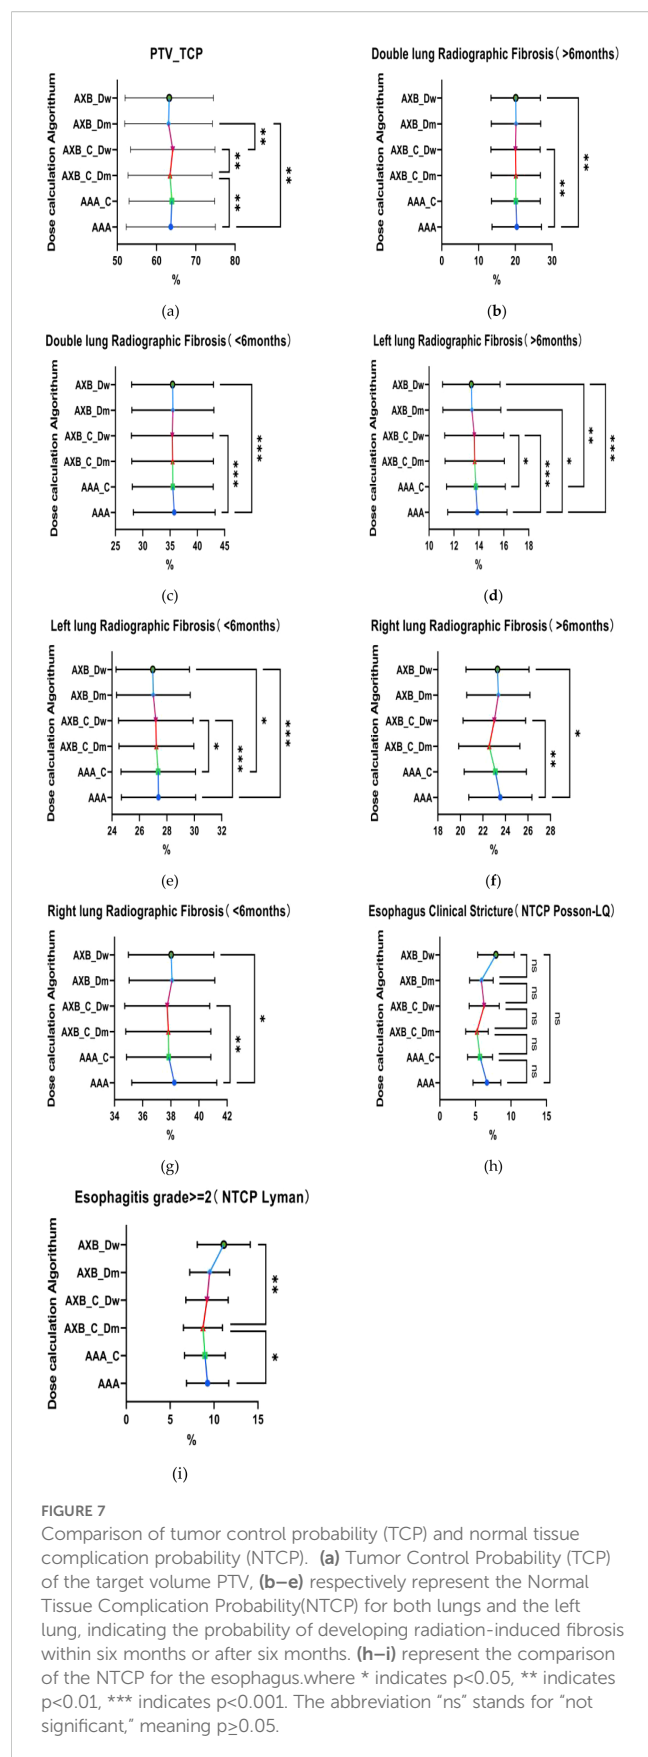 PTV_TCP
Dose calculation Algorithum
AXB_Dw
AXB_Dm
AXB_C_Dw
AXB_C_Dm
AAA_C
AAA
** ** ** **
50 60 70 80
%
(a)
Double lung Radiographic Fibrosis( >6months)
Dose calculation Algorithum
AXB_Dw
AXB_Dm
AXB_C_Dw
AXB_C_Dm
AAA_C
AAA
** **
0 10 20 30
%
(b)
Double lung Radiographic Fibrosis( <6months)
Dose calculation Algorithum
AXB_Dw
AXB_Dm
AXB_C_Dw
AXB_C_Dm
AAA_C
AAA
*** ***
25 35 45
%
(c)
Left lung Radiographic Fibrosis( >6months)
Dose calculation Algorithum
AXB_Dw
AXB_Dm
AXB_C_Dw
AXB_C_Dm
AAA_C
AAA
* *** * ** ***
10 12 14 16 18
%
(d)
Left lung Radiographic Fibrosis( <6months)
Dose calculation Algorithum
AXB_Dw
AXB_Dm
AXB_C_Dw
AXB_C_Dm
AAA_C
AAA
* *** * ***
24 26 28 30 32
%
(e)
Right lung Radiographic Fibrosis( >6months)
Dose calculation Algorithum
AXB_Dw
AXB_Dm
AXB_C_Dw
AXB_C_Dm
AAA_C
AAA
** *
18 20 22 24 26 28
%
(f)
Right lung Radiographic Fibrosis( <6months)
Dose calculation Algorithum
AXB_Dw
AXB_Dm
AXB_C_Dw
AXB_C_Dm
AAA_C
AAA
** *
34 36 38 40 42
%
(g)
Esophagus Clinical Stricture( NTCP Posson-LQ)
Dose calculation Algorithum
AXB_Dw
AXB_Dm
AXB_C_Dw
AXB_C_Dm
AAA_C
AAA
ns ns ns ns ns ns
0 5 10 15
%
(h)
Esophagitis grade>=2( NTCP Lyman)
Dose calculation Algorithum
AXB_Dw
AXB_Dm
AXB_C_Dw
AXB_C_Dm
AAA_C
AAA
** *
0 5 10 15
%
(i)
FIGURE 7
Comparison of tumor control probability (TCP) and normal tissue
complication probability (NTCP). (a) Tumor Control Probability (TCP)
of the target volume PTV, (b–e) respectively represent the Normal
Tissue Complication Probability(NTCP) for both lungs and the left
lung, indicating the probability of developing radiation-induced fibrosis
within six months or after six months. (h–i) represent the comparison
of the NTCP for the esophagus.where * indicates p<0.05, ** indicates
p<0.01, *** indicates p<0.001. The abbreviation “ns” stands for “not
significant,” meaning p≥0.05.